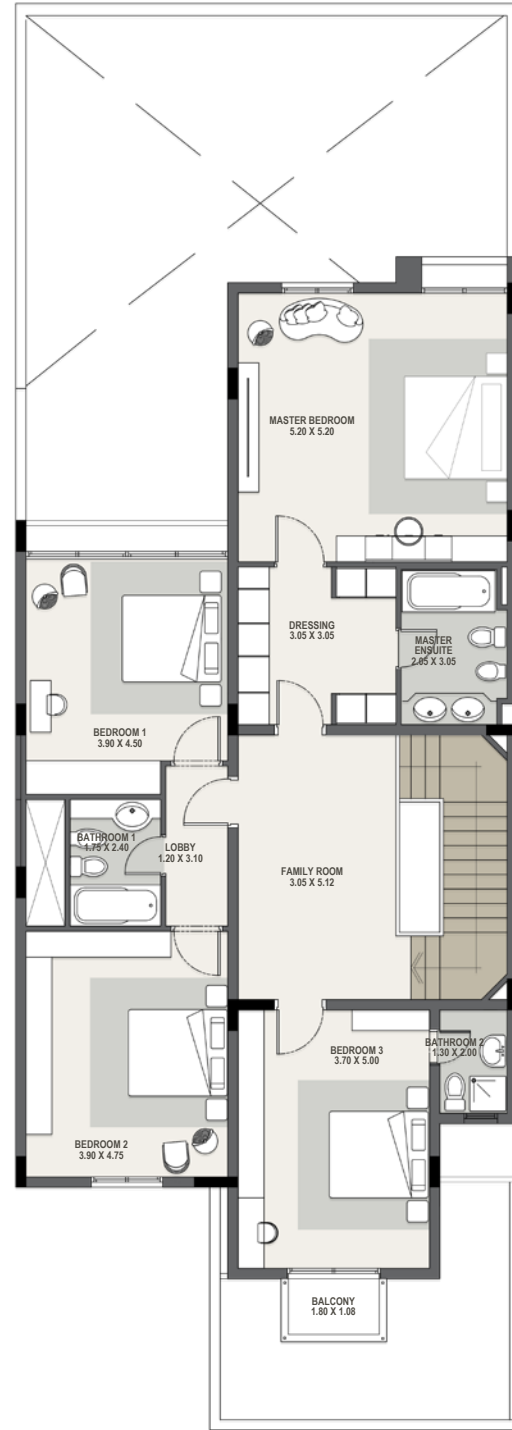 MASTER BEDROOM
5.20 X 5.20
DRESSING
3.05 X 3.05
MASTER
ENSUITE
2.05 X 3.05
BEDROOM 1
3.90 X 4.50
BATHROOM 1
1.75 X 2.40
LOBBY
1.20 X 3.10
FAMILY ROOM
3.05 X 5.12
BEDROOM 3
3.70 X 5.00
BATHROOM 2
1.30 X 2.00
BEDROOM 2
3.90 X 4.75
BALCONY
1.80 X 1.08